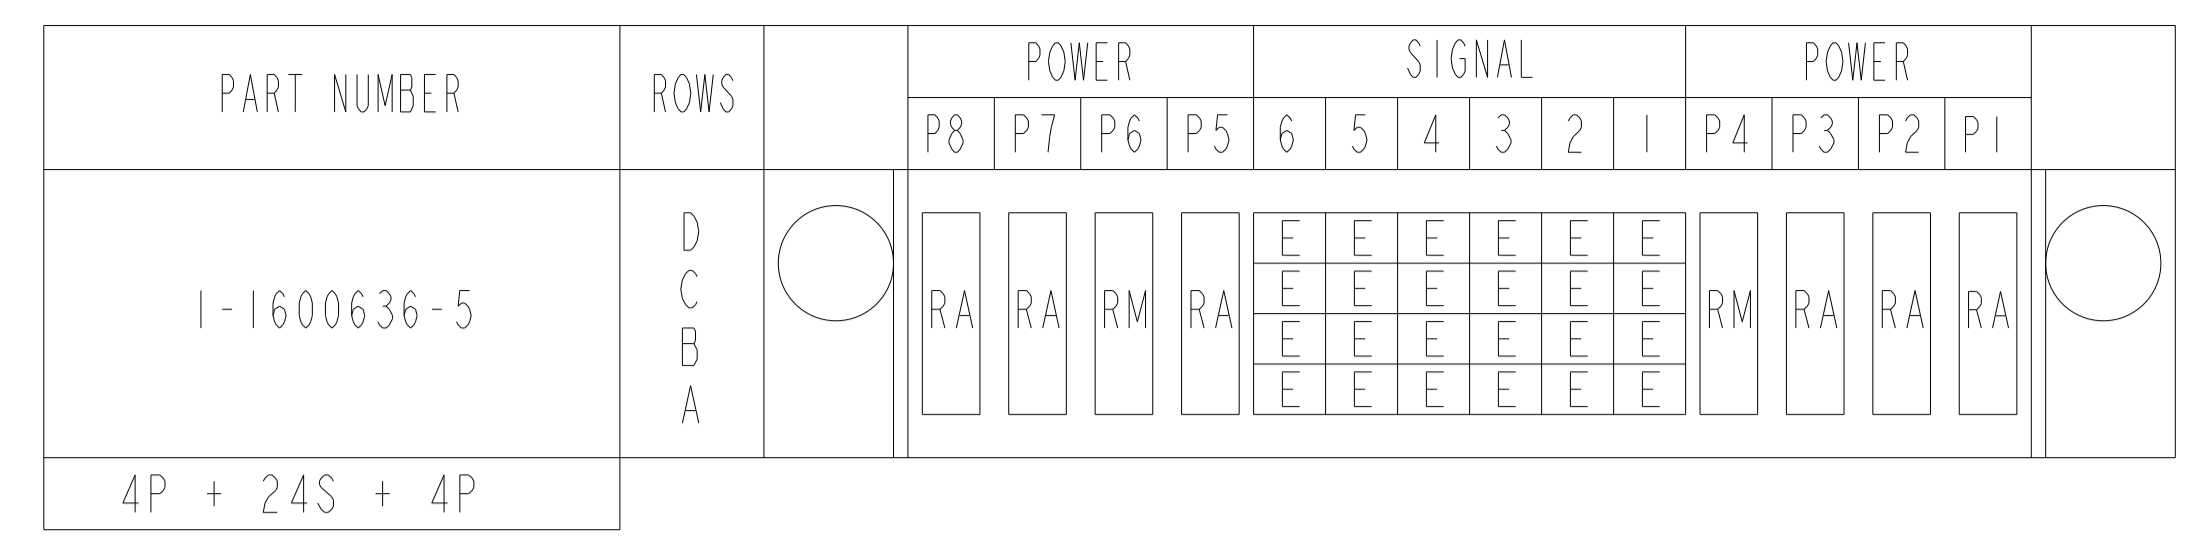 PART NUMBER ROWS POWER SIGNAL POWER
P8 P7 P6 P5 6 5 4 3 2 1 P4 P3 P2 P1
1-1600636-5
D E E E E E E
C E E E E E E
RA RA RM RA RM RA RA RA
B E E E E E E
A E E E E E E
4P + 24S + 4P